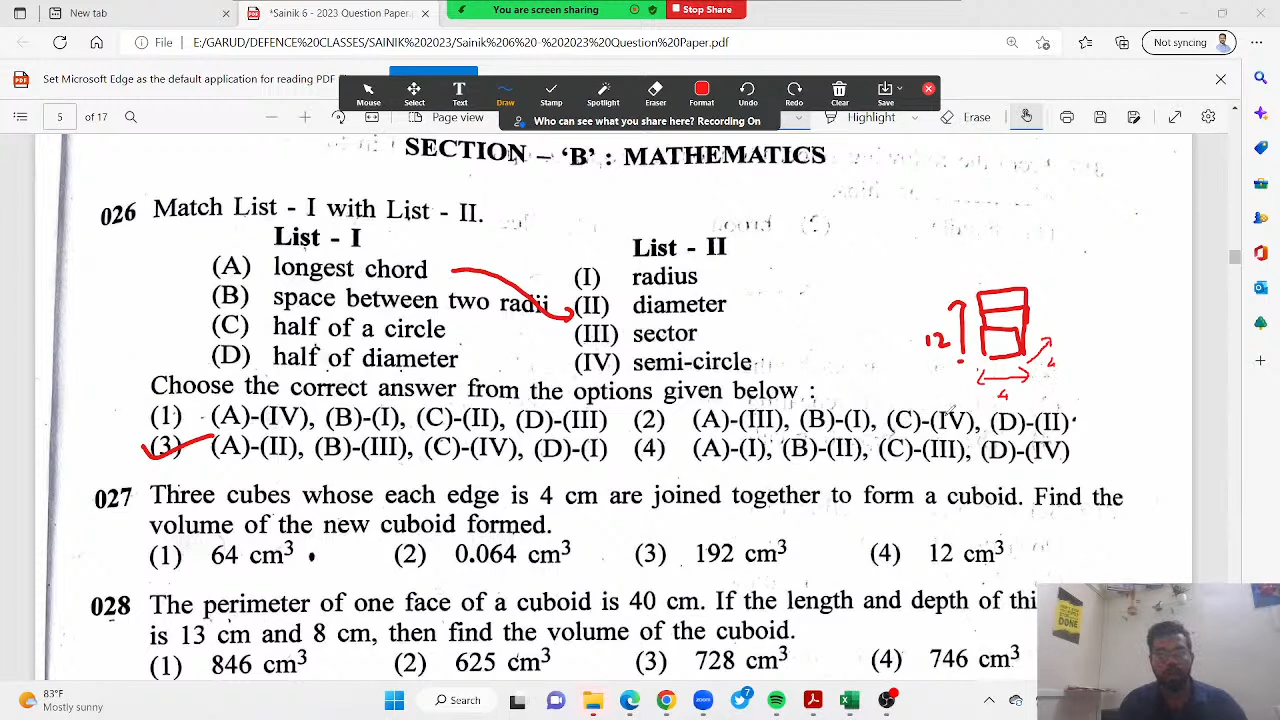 New tab
*Sainik 6 - 2023 Question Paper
You are screen sharing
Stop Share
File
E:/GARUD/DEFENCE%20CLASSES/SAINIK%202023/Sainik%206%20-%202023%20Question%20Paper.pdf
Not syncing
Set Microsoft Edge as the default application for reading PDF
Mouse
Select
Text
Draw
Stamp
Spotlight
Eraser
Format
Undo
Redo
Clear
Save
Who can see what you share here? Recording On
of 17
Page view
Highlight
Erase
SECTION – 'B' : MATHEMATICS
026 Match List - I with List - II.
List - I List - II
(A) longest chord (I) radius
(B) space between two radii (II) diameter
(C) half of a circle (III) sector
(D) half of diameter (IV) semi-circle
12
4
4
Choose the correct answer from the options given below :
(1) (A)-(IV), (B)-(I), (C)-(II), (D)-(III) (2) (A)-(III), (B)-(I), (C)-(IV), (D)-(II)
(3) (A)-(II), (B)-(III), (C)-(IV), (D)-(I) (4) (A)-(I), (B)-(II), (C)-(III), (D)-(IV)
027 Three cubes whose each edge is 4 cm are joined together to form a cuboid. Find the
volume of the new cuboid formed.
(1) 64 cm³ (2) 0.064 cm³ (3) 192 cm³ (4) 12 cm³
028 The perimeter of one face of a cuboid is 40 cm. If the length and depth of thi
is 13 cm and 8 cm, then find the volume of the cuboid.
(1) 846 cm³ (2) 625 cm³ (3) 728 cm³ (4) 746 cm³
DONE
83°F
Mostly
Search
zoom
7